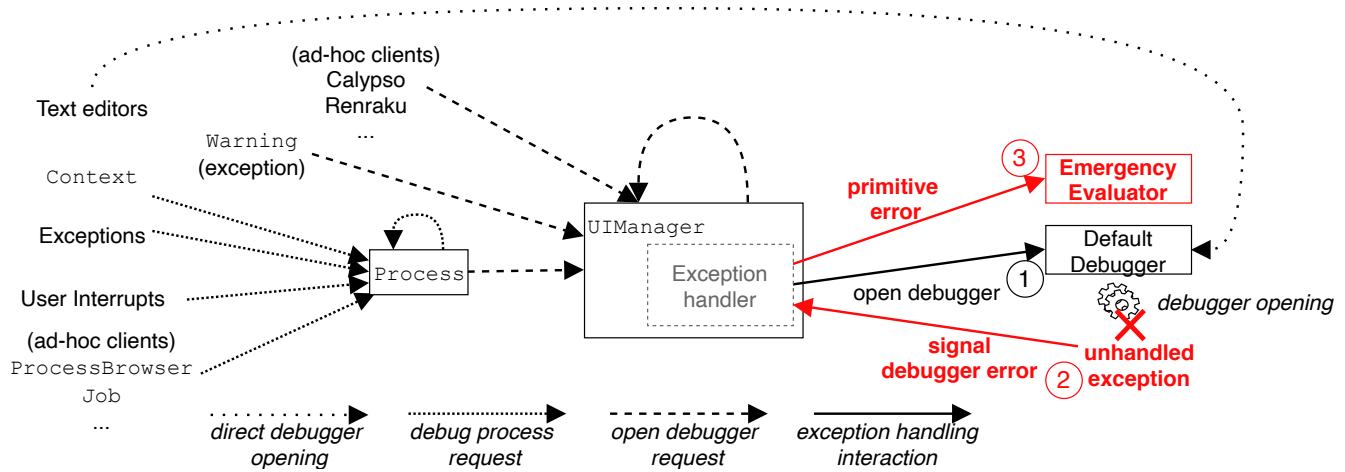 (ad-hoc clients)
Calypso
Renraku
...
Text editors
Warning
(exception)
Context
Exceptions
User Interrupts
(ad-hoc clients)
ProcessBrowser
Job
...
Process
UIManager
Exception
handler
primitive
error
3
Emergency
Evaluator
Default
Debugger
open debugger
1
debugger opening
signal
debugger error
2
unhandled
exception
direct debugger
opening
debug process
request
open debugger
request
exception handling
interaction